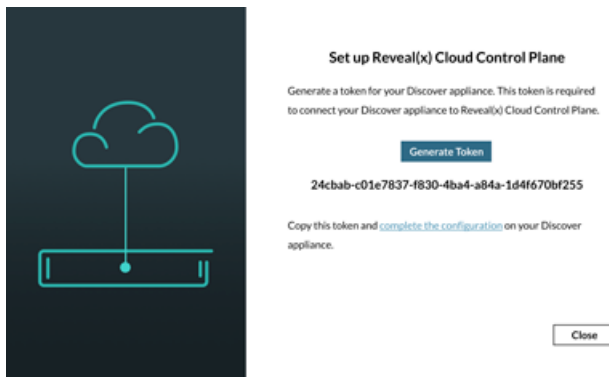 Set up Reveal(x) Cloud Control Plane
Generate a token for your Discover appliance. This token is required
to connect your Discover appliance to Reveal(x) Cloud Control Plane.
Generate Token
24cbab-c01e7837-f830-4ba4-a84a-1d4f670bf255
Copy this token and complete the configuration on your Discover
appliance.
Close